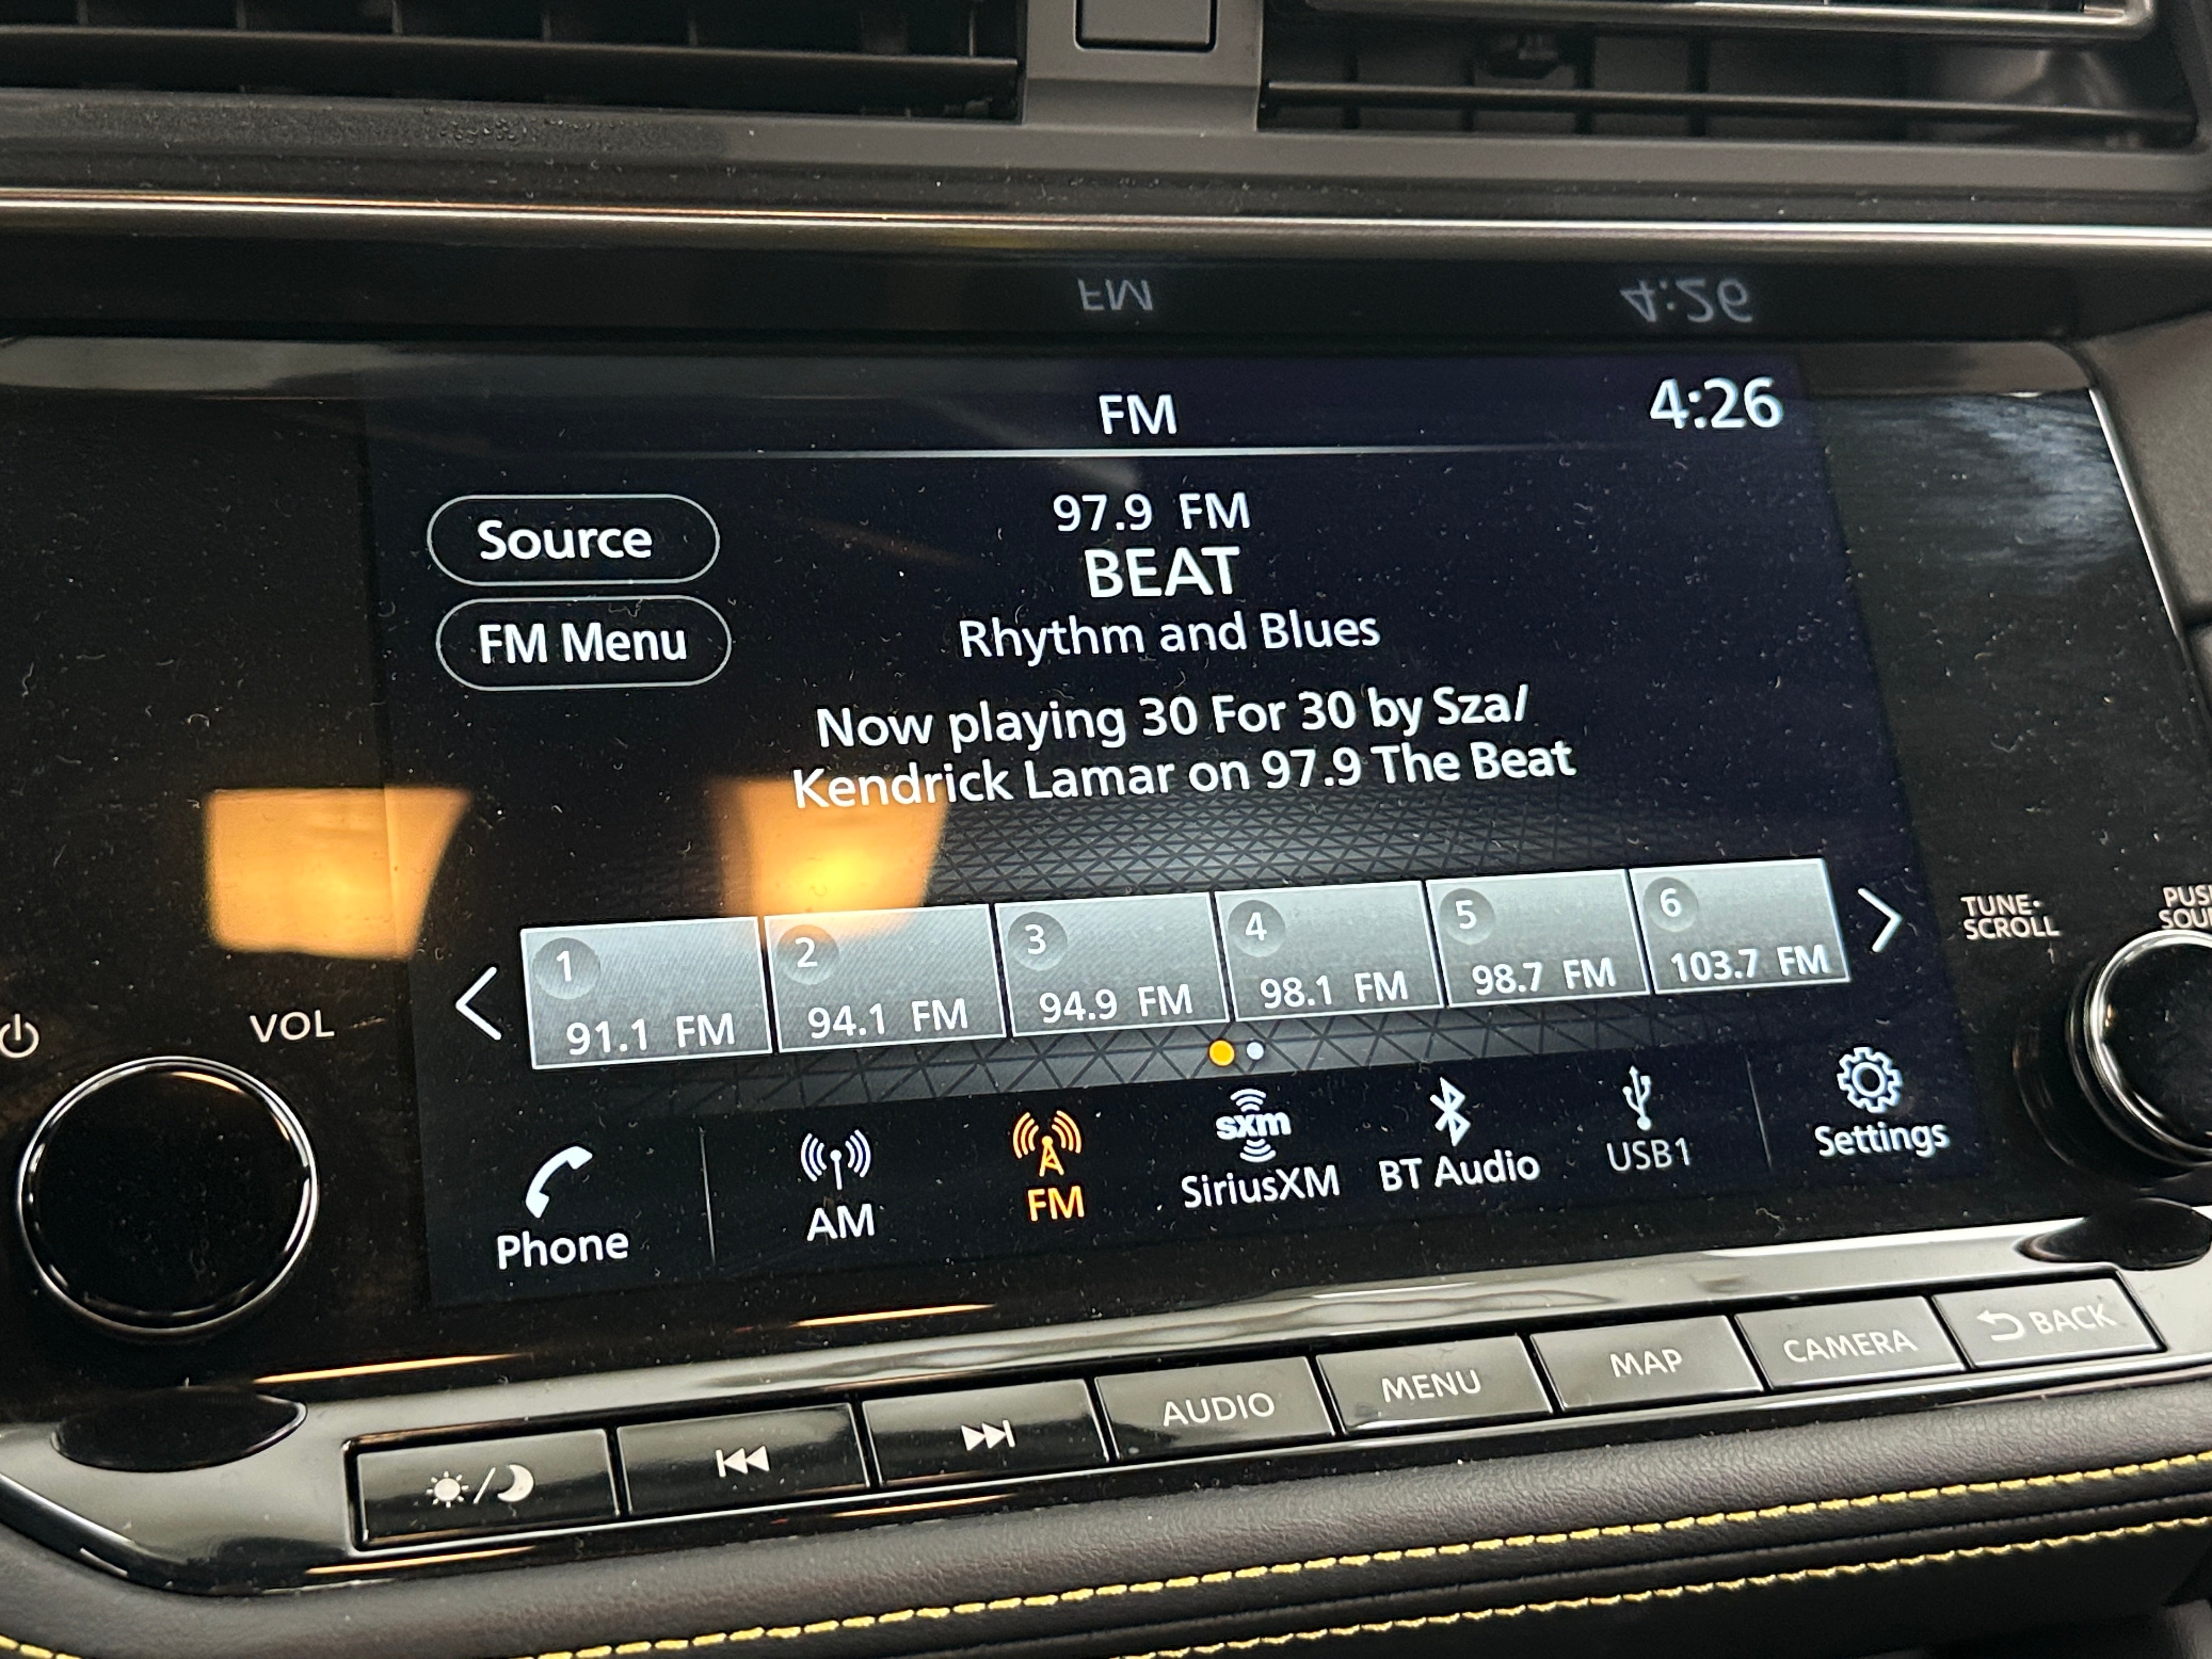 FM 4:26
FM 4:26
Source
FM Menu
97.9 FM
BEAT
Rhythm and Blues
Now playing 30 For 30 by Sza/
Kendrick Lamar on 97.9 The Beat
1 91.1 FM
2 94.1 FM
3 94.9 FM
4 98.1 FM
5 98.7 FM
6 103.7 FM
VOL
TUNE·
SCROLL
Phone
AM
FM
sxm
SiriusXM
BT Audio
USB1
Settings
AUDIO
MENU
MAP
CAMERA
BACK